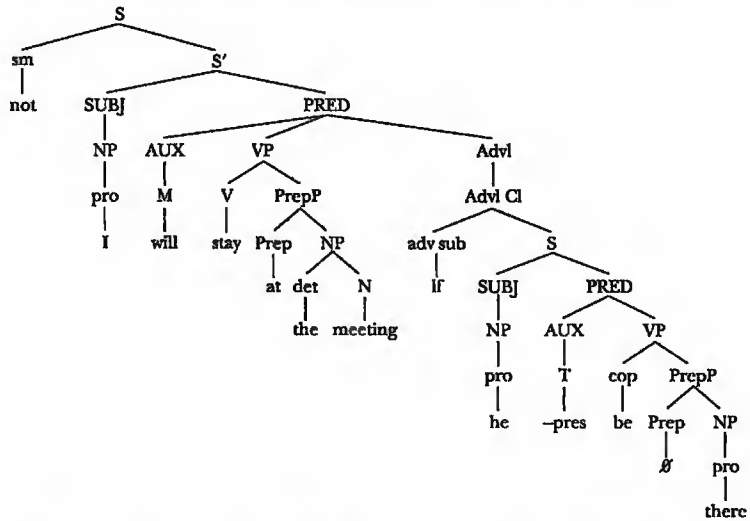 S
sm S′
not SUBJ PRED
NP AUX VP Advl
pro M V PrepP Advl Cl
I will stay Prep NP adv sub S
at det N if SUBJ PRED
the meeting NP AUX VP
pro T cop PrepP
he –pres be Prep NP
Ø pro
there